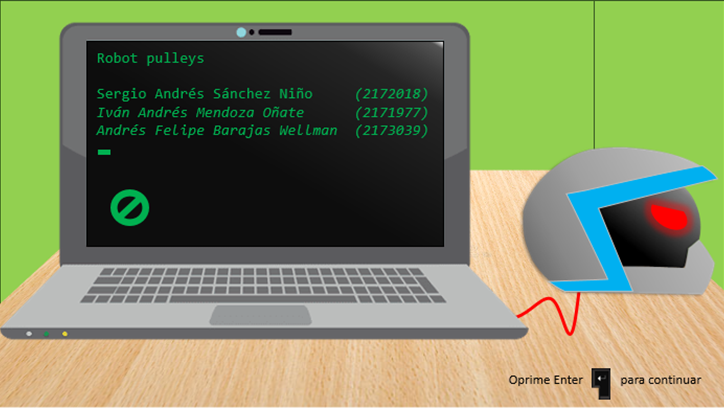 Robot pulleys
Sergio Andrés Sánchez Niño (2172018)
Iván Andrés Mendoza Oñate (2171977)
Andrés Felipe Barajas Wellman (2173039)
Oprime Enter para continuar